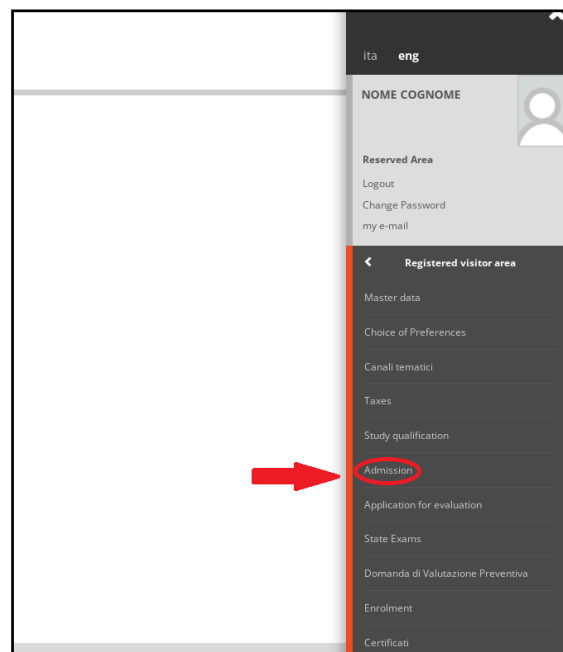 ita eng
NOME COGNOME
Reserved Area
Logout
Change Password
my e-mail
Registered visitor area
Master data
Choice of Preferences
Canali tematici
Taxes
Study qualification
Admission
Application for evaluation
State Exams
Domanda di Valutazione Preventiva
Enrolment
Certificati